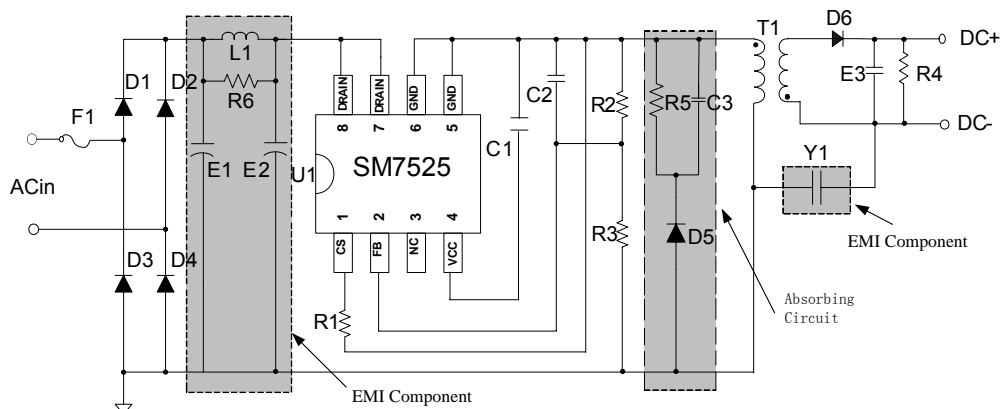 T1
D6
DC+
L1
D1
D2
R6
DRAIN
DRAIN
GND
GND
C2
R2
R5
C3
E3
R4
F1
8
7
6
5
C1
DC-
E1
E2
U1
SM7525
Y1
ACin
1
2
3
4
R3
D5
EMI Component
CS
FB
NC
VCC
D3
D4
R1
Absorbing
Circuit
EMI Component